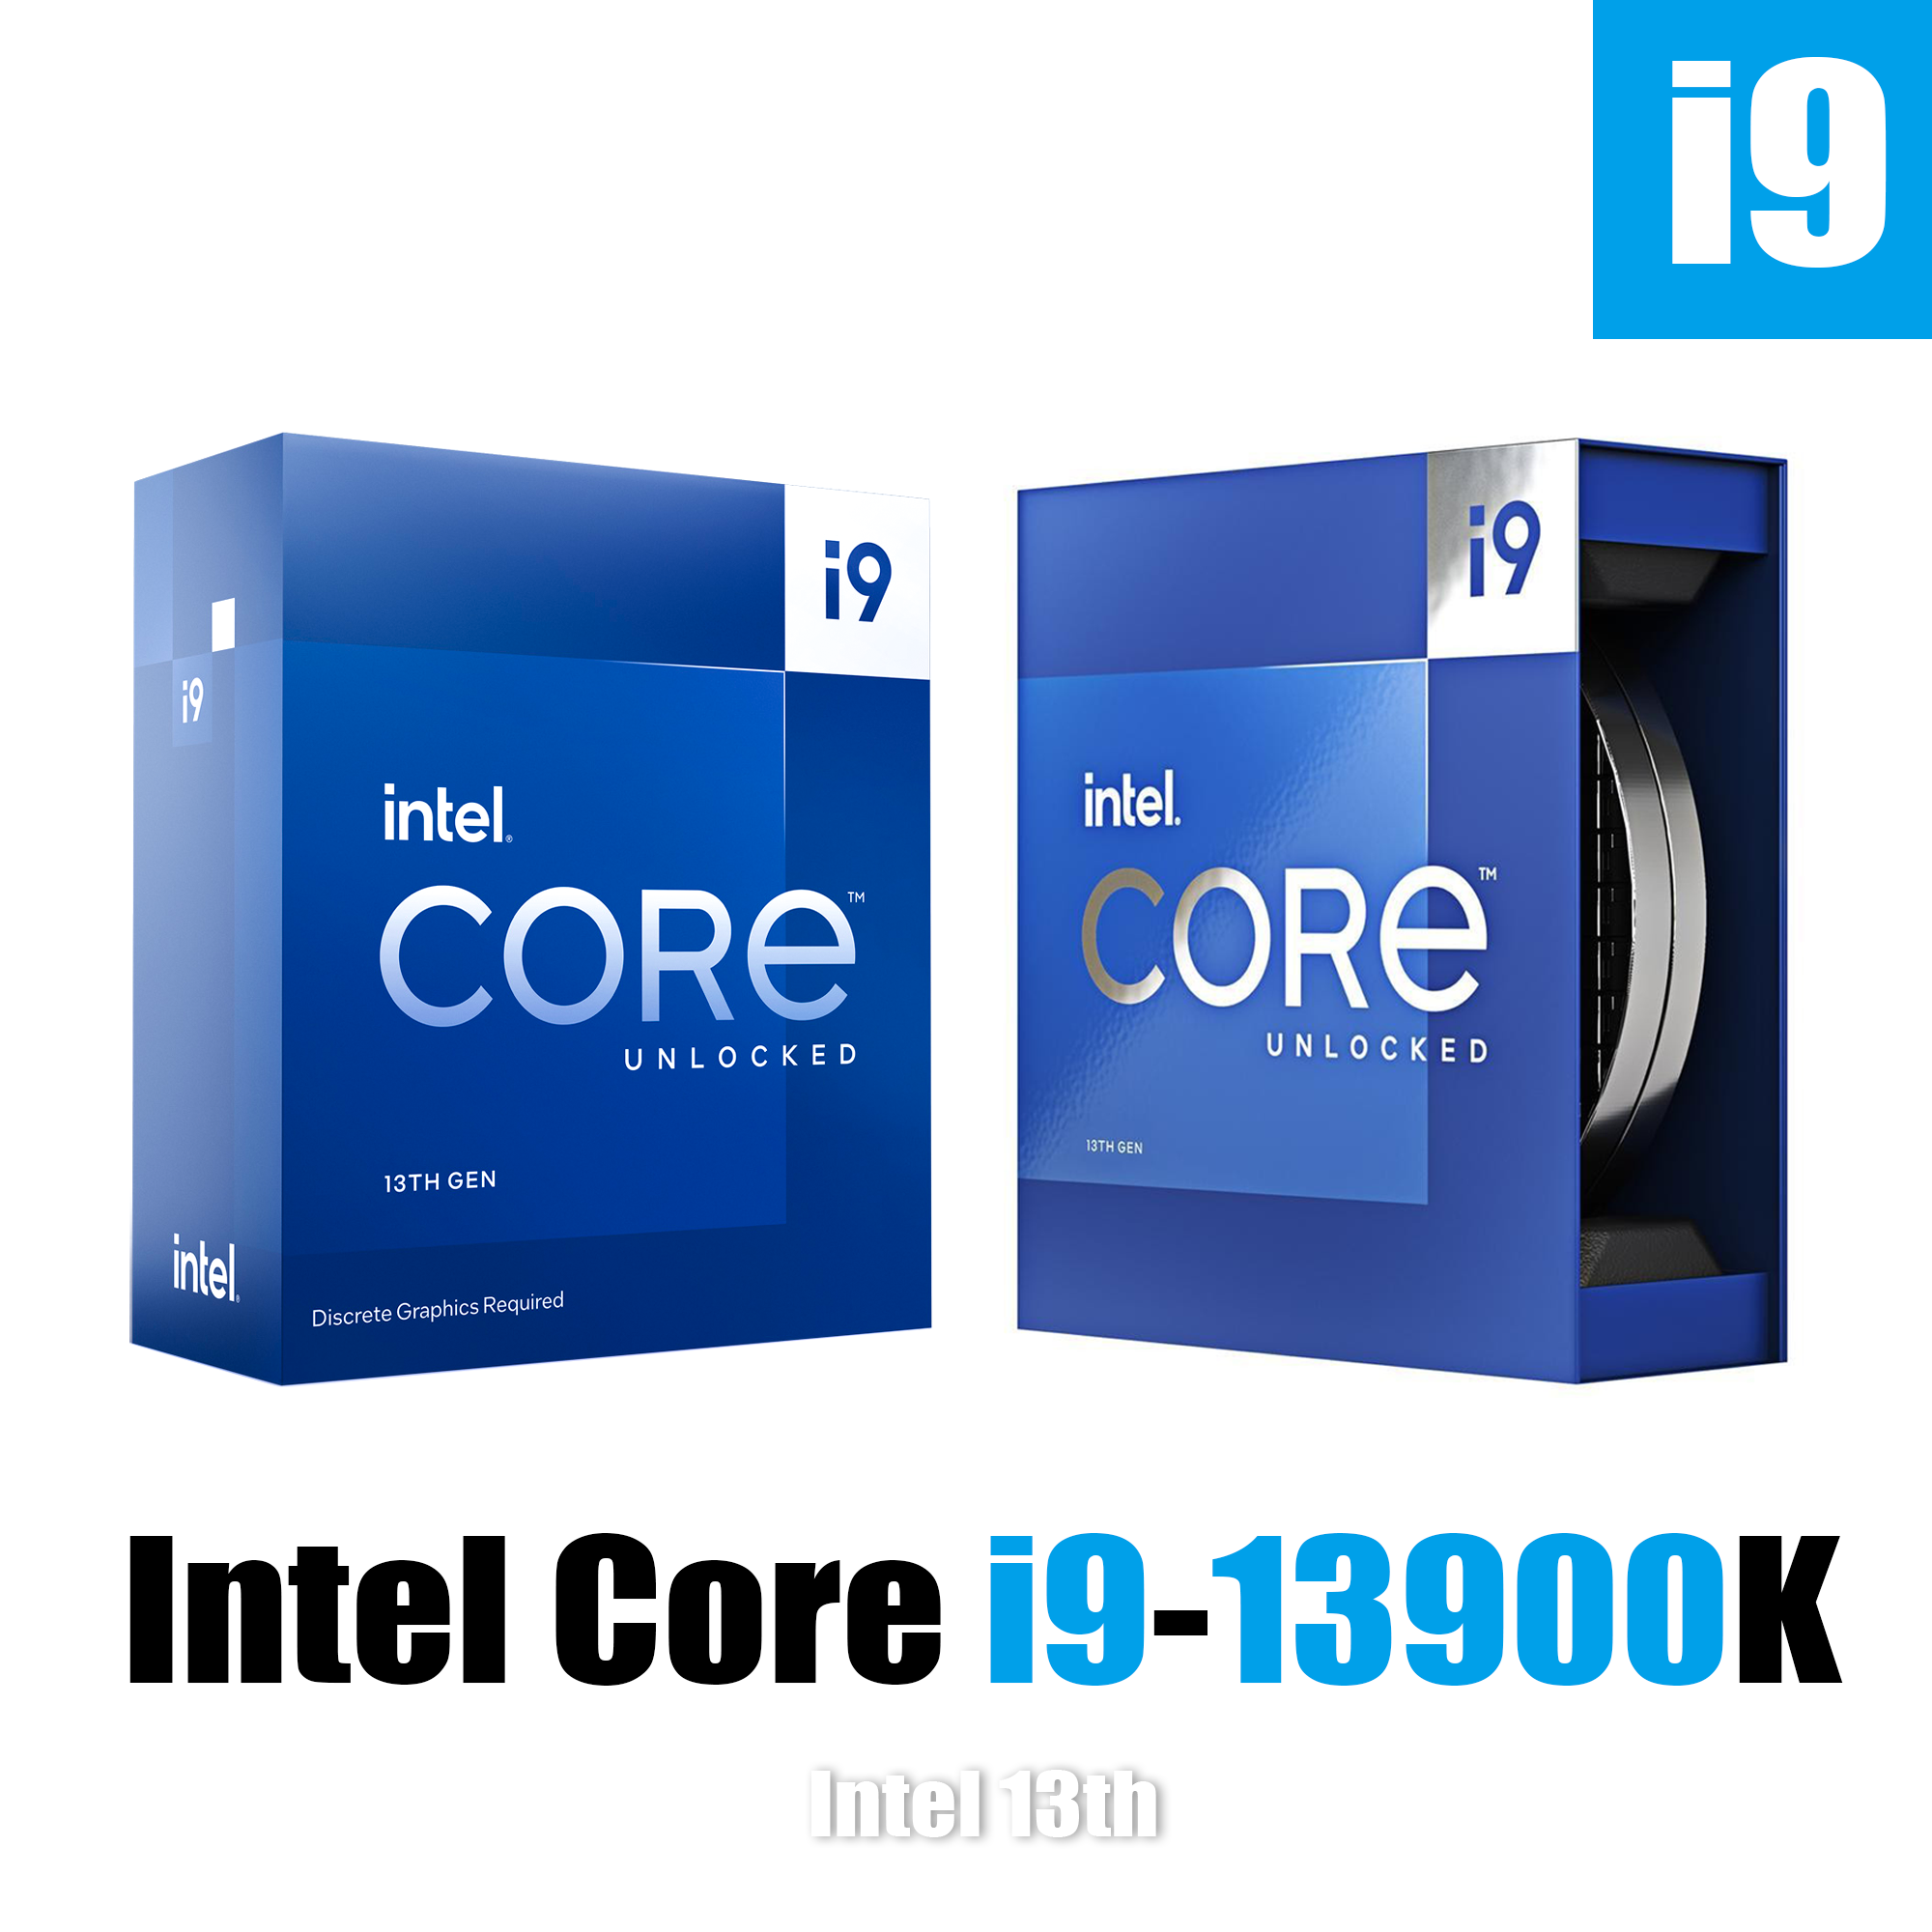 i9
i9
i9
intel®
CORE™
UNLOCKED
13TH GEN
intel®
Discrete Graphics Required
i9
intel.
CORE™
UNLOCKED
13TH GEN
Intel Core i9-13900K
Intel 13th